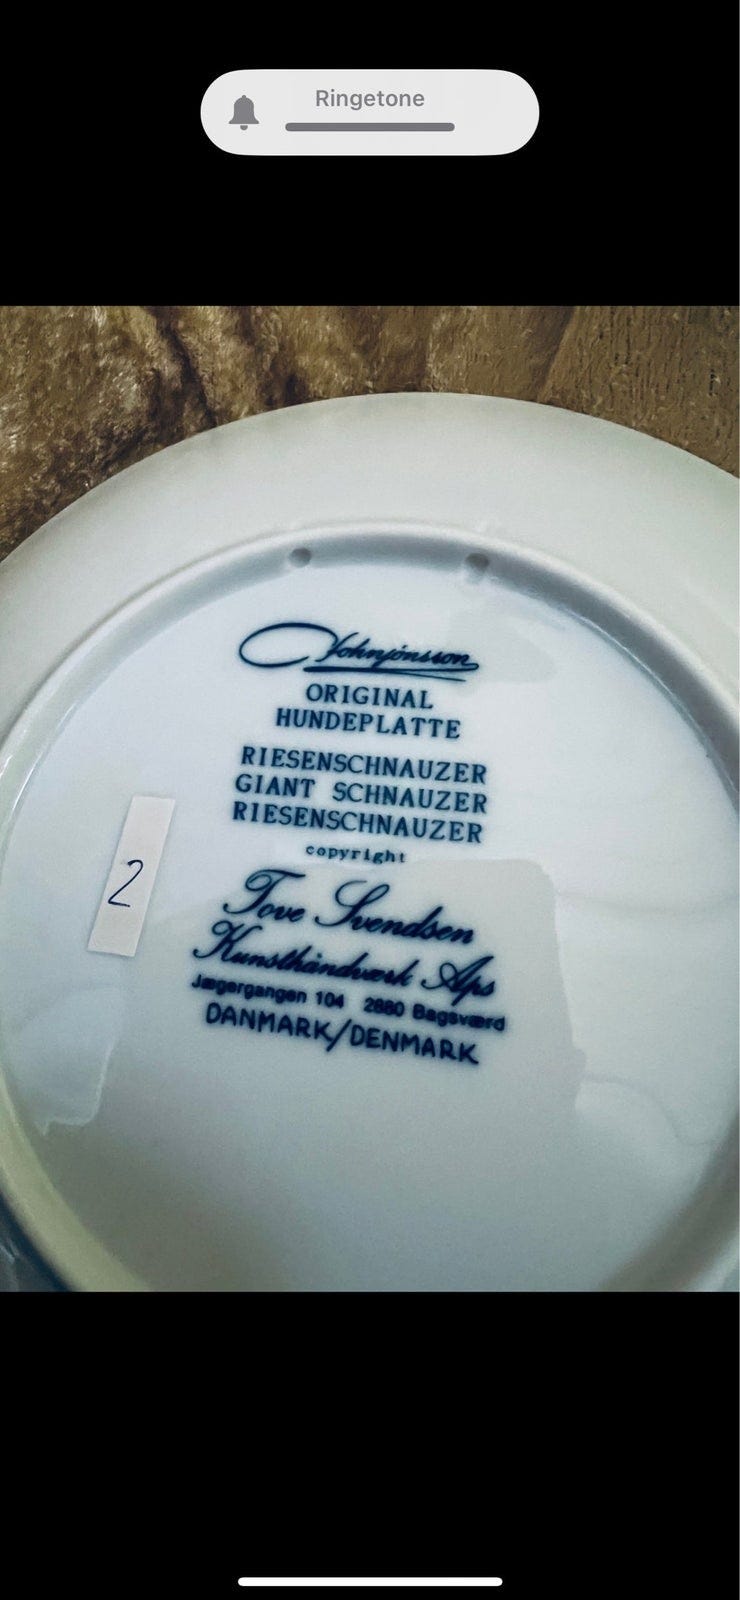 Ringetone
Johnjönsson
ORIGINAL
HUNDEPLATTE
RIESENSCHNAUZER
GIANT SCHNAUZER
RIESENSCHNAUZER
copyright
Tove Svendsen
Kunsthåndværk Aps
Jægergangen 104 2880 Bagsværd
DANMARK/DENMARK
2